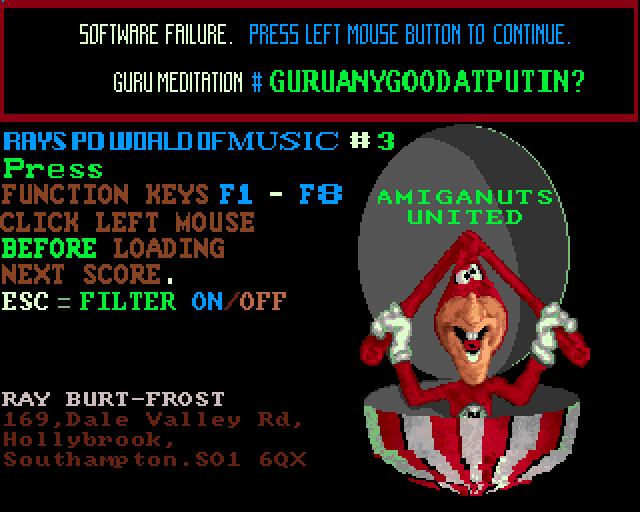 SOFTWARE FAILURE. PRESS LEFT MOUSE BUTTON TO CONTINUE.
GURU MEDITATION # GURUANYGOODATPUTIN?
RAYS PD WORLD OF MUSIC # 3
Press
FUNCTION KEYS F1 - F8
CLICK LEFT MOUSE
BEFORE LOADING
NEXT SCORE.
ESC = FILTER ON/OFF
AMIGANUTS
UNITED
RAY BURT-FROST
169,Dale Valley Rd,
Hollybrook,
Southampton.SO1 6QX